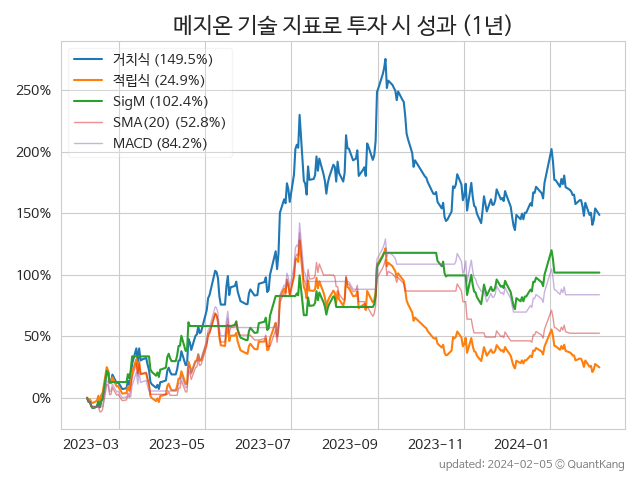 메지온 기술 지표로 투자 시 성과 (1년)
거치식 (149.5%)
적립식 (24.9%)
SigM (102.4%)
SMA(20) (52.8%)
MACD (84.2%)
250%
200%
150%
100%
50%
0%
2023-03 2023-05 2023-07 2023-09 2023-11 2024-01
updated: 2024-02-05 © QuantKang